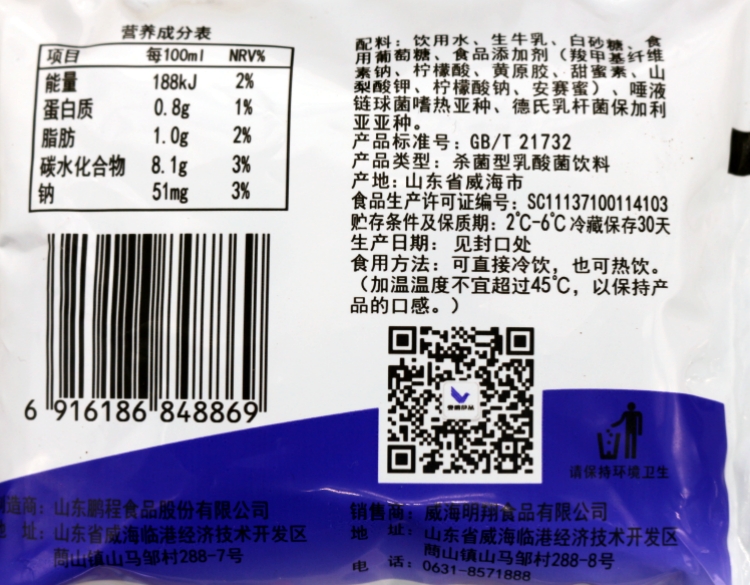 营养成分表
项目 每100ml NRV%
能量 188kJ 2%
蛋白质 0.8g 1%
脂肪 1.0g 2%
碳水化合物 8.1g 3%
钠 51mg 3%
6 916186 848869
配料：饮用水、生牛乳、白砂糖、食
用葡萄糖、食品添加剂（羧甲基纤维
素钠、柠檬酸、黄原胶、甜蜜素、山
梨酸钾、柠檬酸钠、安赛蜜）、唾液
链球菌嗜热亚种、德氏乳杆菌保加利
亚亚种。
产品标准号：GB/T 21732
产品类型：杀菌型乳酸菌饮料
产地：山东省威海市
食品生产许可证编号：SC11137100114103
贮存条件及保质期：2℃-6℃冷藏保存30天
生产日期： 见封口处
食用方法：可直接冷饮，也可热饮。
（加温温度不宜超过45℃，以保持产
品的口感。）
请保持环境卫生
造商：山东鹏程食品股份有限公司
址：山东省威海临港经济技术开发区
蔄山镇山马邹村288-7号
销售商：威海明翔食品有限公司
地 址：山东省威海临港经济技术开发区
蔄山镇山马邹村288-8号
电 话：0631-8571888